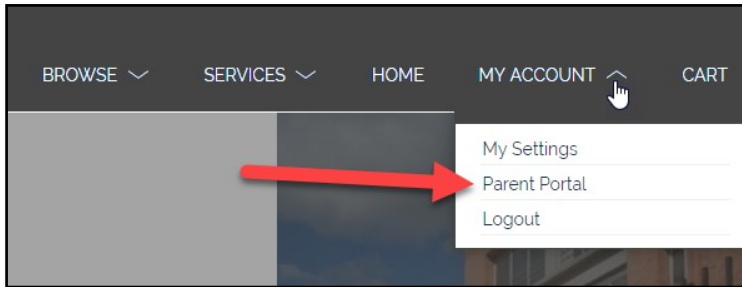 BROWSE SERVICES HOME MY ACCOUNT CART
My Settings
Parent Portal
Logout